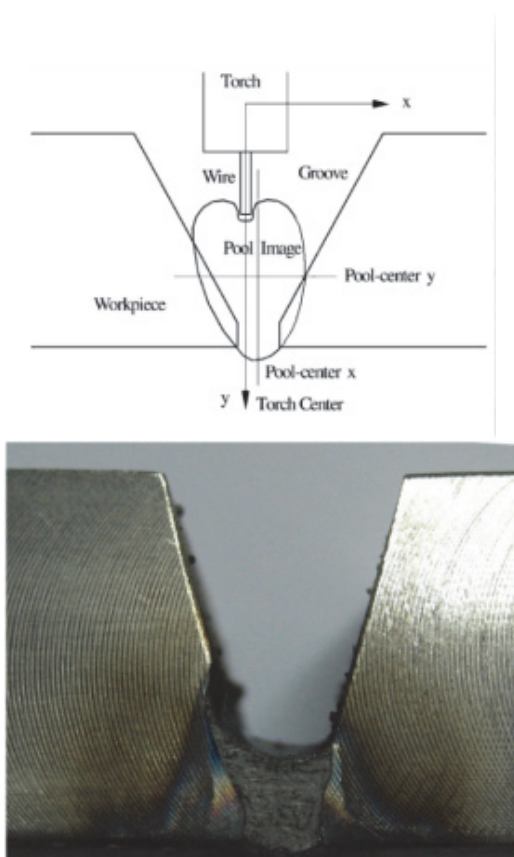 Torch
x
Wire
Groove
Pool Image
Pool-center y
Workpiece
Pool-center x
y
Torch Center